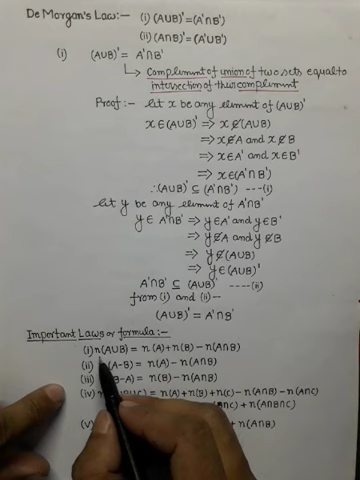 De Morgan's Law:- (i) (A∪B)' = (A'∩B')
(ii) (A∩B)' = (A'∪B')
(i) (A∪B)' = A'∩B'
↳ Compliment of union of two sets equal to
intersection of their compliment
Proof:- let x be any element of (A∪B)'
x∈(A∪B)' ⟹ x∉(A∪B)
⟹ x∉A and x∉B
⟹ x∈A' and x∈B'
⟹ x∈(A'∩B')
∴(A∪B)' ⊆ (A'∩B') ----(i)
let y be any element of A'∩B'
y∈ A'∩B' ⟹ y∈A' and y∈B'
⟹ y∉A and y∉B
⟹ y∉(A∪B)
⟹ y∈(A∪B)'
A'∩B' ⊆ (A∪B)' ----(ii)
from (i) and (ii)-
(A∪B)' = A'∩B'
Important Laws or formula:-
(i) n(A∪B) = n(A)+n(B)-n(A∩B)
(ii) (A-B) = n(A)-n(A∩B)
(iii) B-A) = n(B)-n(A∩B)
(iv) = n(A)+n(B)+n(C)-n(A∩B)-n(A∩C)
∩C)+n(A∩B∩C)
(v) + n(A∩B)